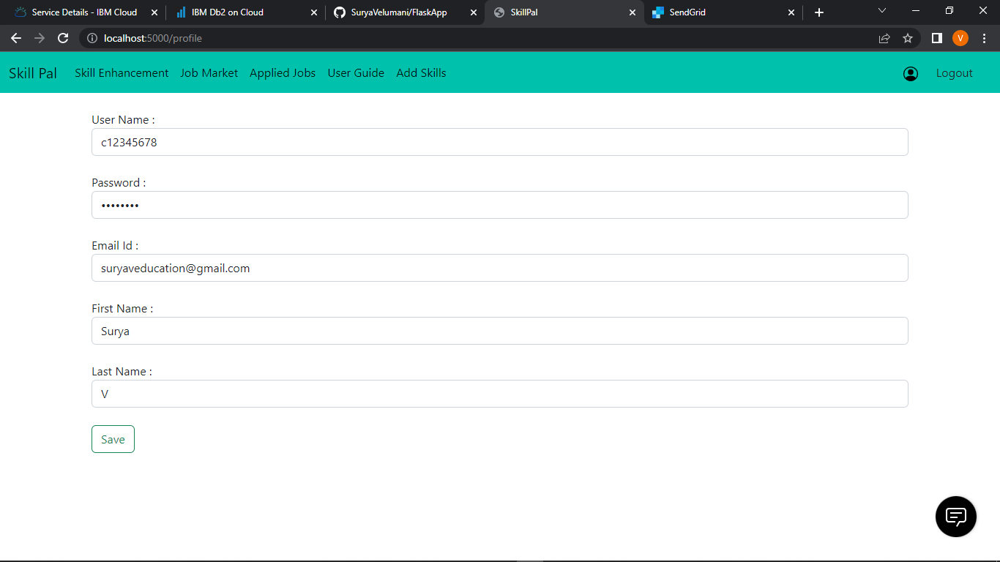 Service Details - IBM Cloud
IBM Db2 on Cloud
SuryaVelumani/FlaskApp
SkillPal
SendGrid
localhost:5000/profile
V
Skill Pal
Skill Enhancement
Job Market
Applied Jobs
User Guide
Add Skills
Logout
User Name :
c12345678
Password :
••••••••
Email Id :
suryaveducation@gmail.com
First Name :
Surya
Last Name :
V
Save